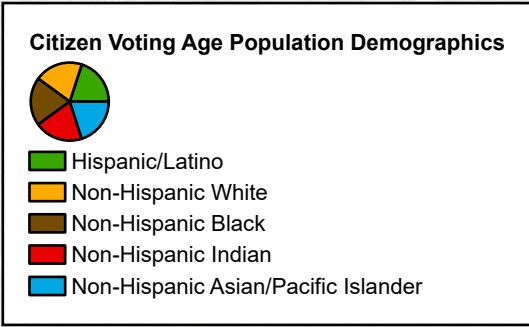 Citizen Voting Age Population Demographics
Hispanic/Latino
Non-Hispanic White
Non-Hispanic Black
Non-Hispanic Indian
Non-Hispanic Asian/Pacific Islander